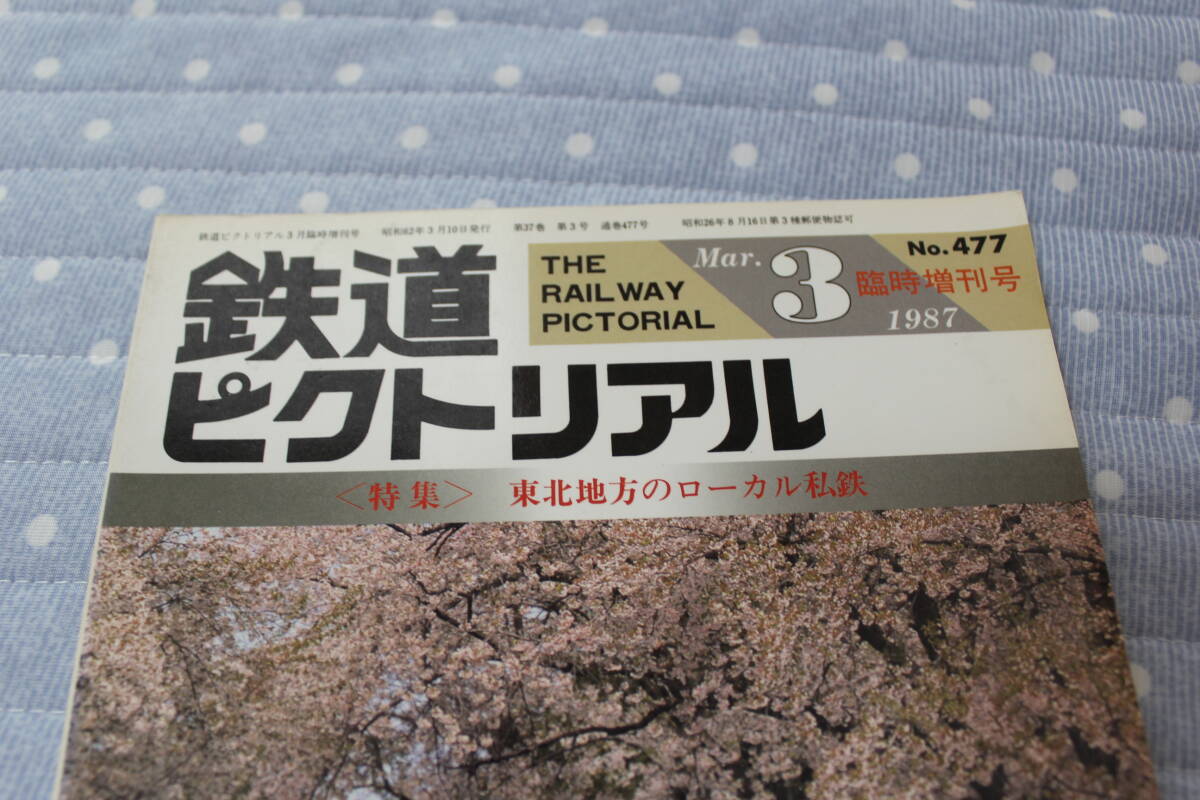 鉄道ピクトリアル3月臨時増刊号 昭和62年3月10日発行 第37巻 第3号 通巻477号 昭和26年8月16日第3種郵便物認可
鉄道
ピクトリアル
THE
RAILWAY
PICTORIAL
Mar. 3 1987
No.477
臨時増刊号
〈特集〉 東北地方のローカル私鉄